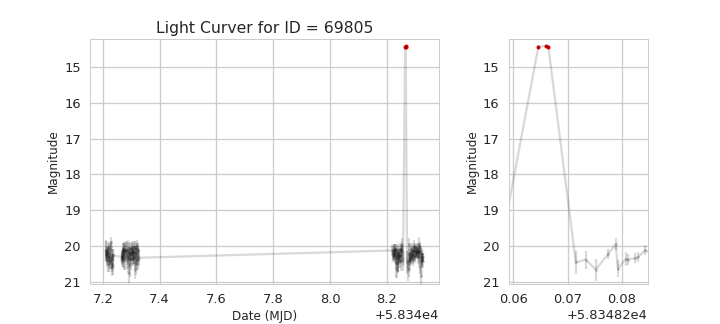 Light Curver for ID = 69805
Magnitude
15
16
17
18
19
20
21
7.2 7.4 7.6 7.8 8.0 8.2
Date (MJD)
+5.834e4
Magnitude
15
16
17
18
19
20
21
0.06 0.07 0.08
+5.83482e4